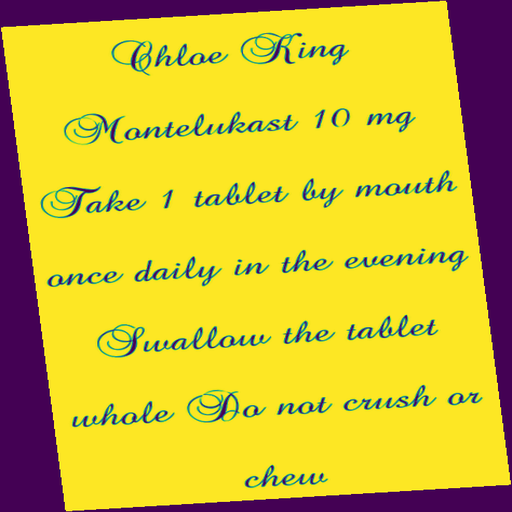 Chloe King
Montelukast 10 mg
Take 1 tablet by mouth
once daily in the evening
Swallow the tablet
whole Do not crush or
chew